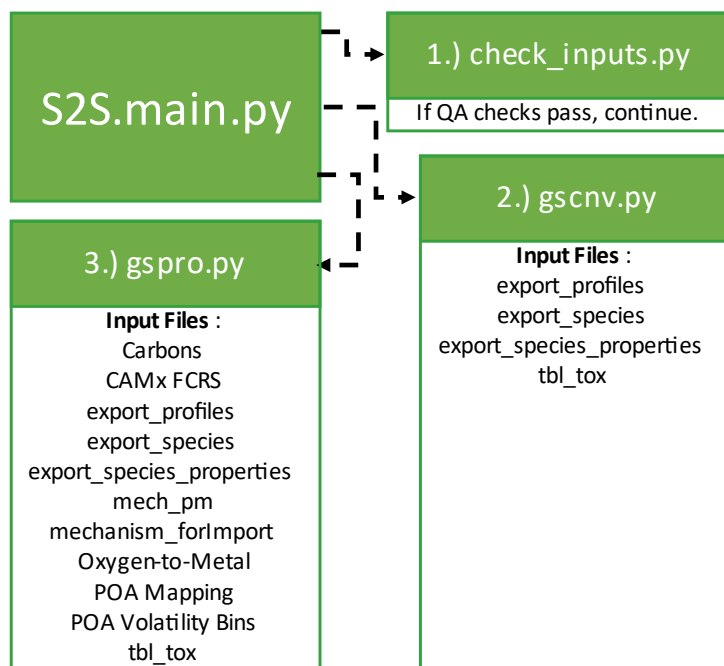 S2S.main.py
1.) check_inputs.py
If QA checks pass, continue.
2.) gscnv.py
Input Files :
export_profiles
export_species
export_species_properties
tbl_tox
3.) gspro.py
Input Files :
Carbons
CAMx FCRS
export_profiles
export_species
export_species_properties
mech_pm
mechanism_forImport
Oxygen-to-Metal
POA Mapping
POA Volatility Bins
tbl_tox